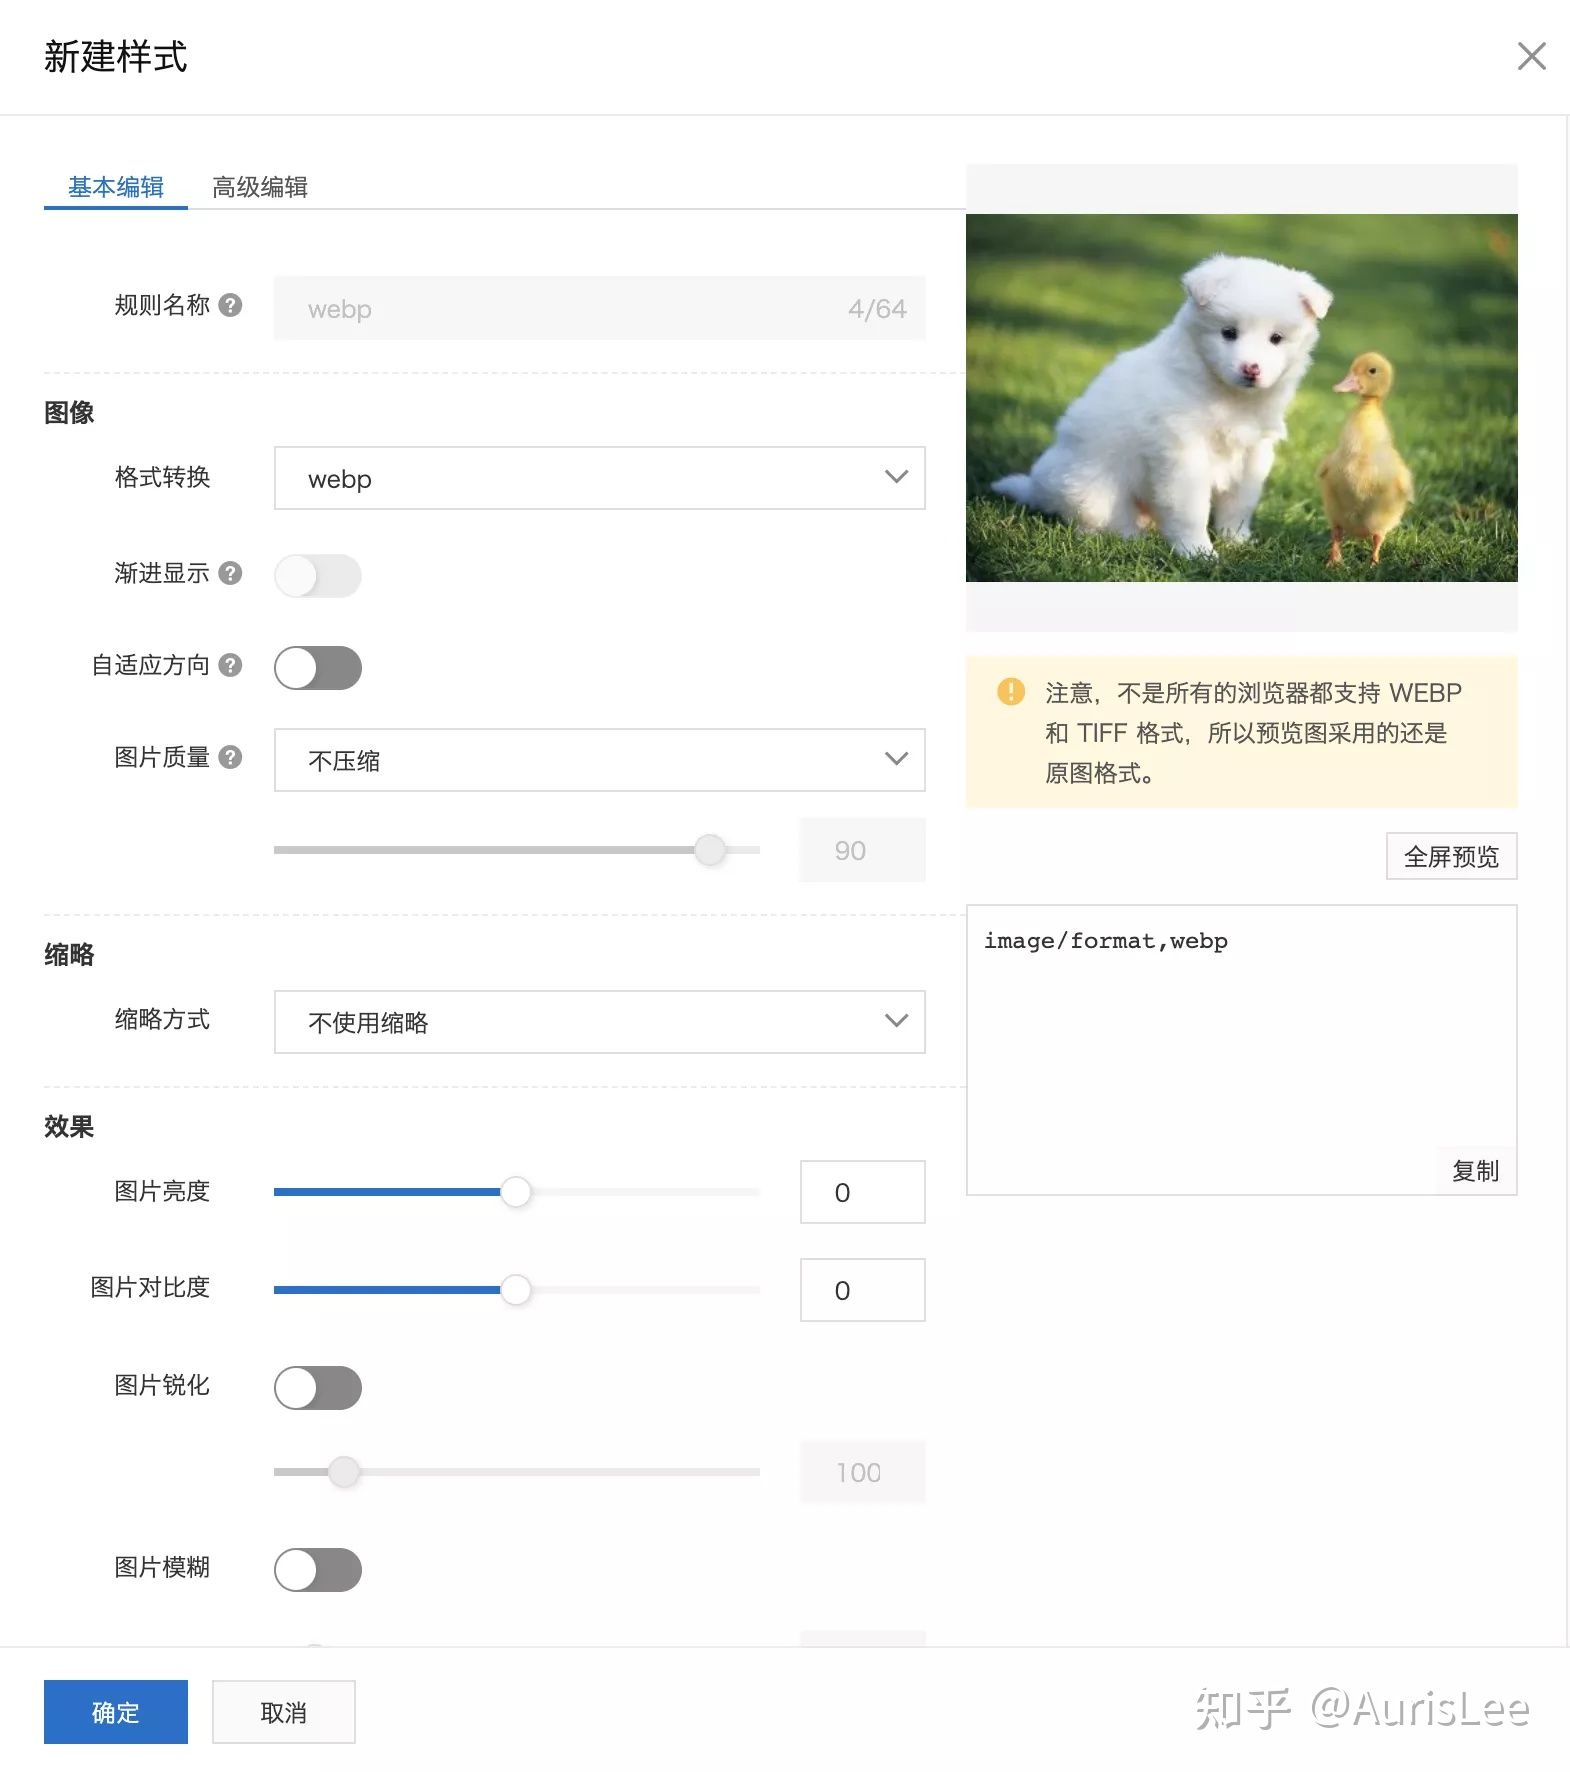 新建样式
基本编辑 高级编辑
规则名称 ?
webp 4/64
图像
格式转换 webp
渐进显示 ?
自适应方向 ?
图片质量 ? 不压缩
90
缩略
缩略方式 不使用缩略
效果
图片亮度 0
图片对比度 0
图片锐化
100
图片模糊
确定 取消
注意，不是所有的浏览器都支持 WEBP
和 TIFF 格式，所以预览图采用的还是
原图格式。
全屏预览
image/format,webp
复制
知乎 @AurisLee